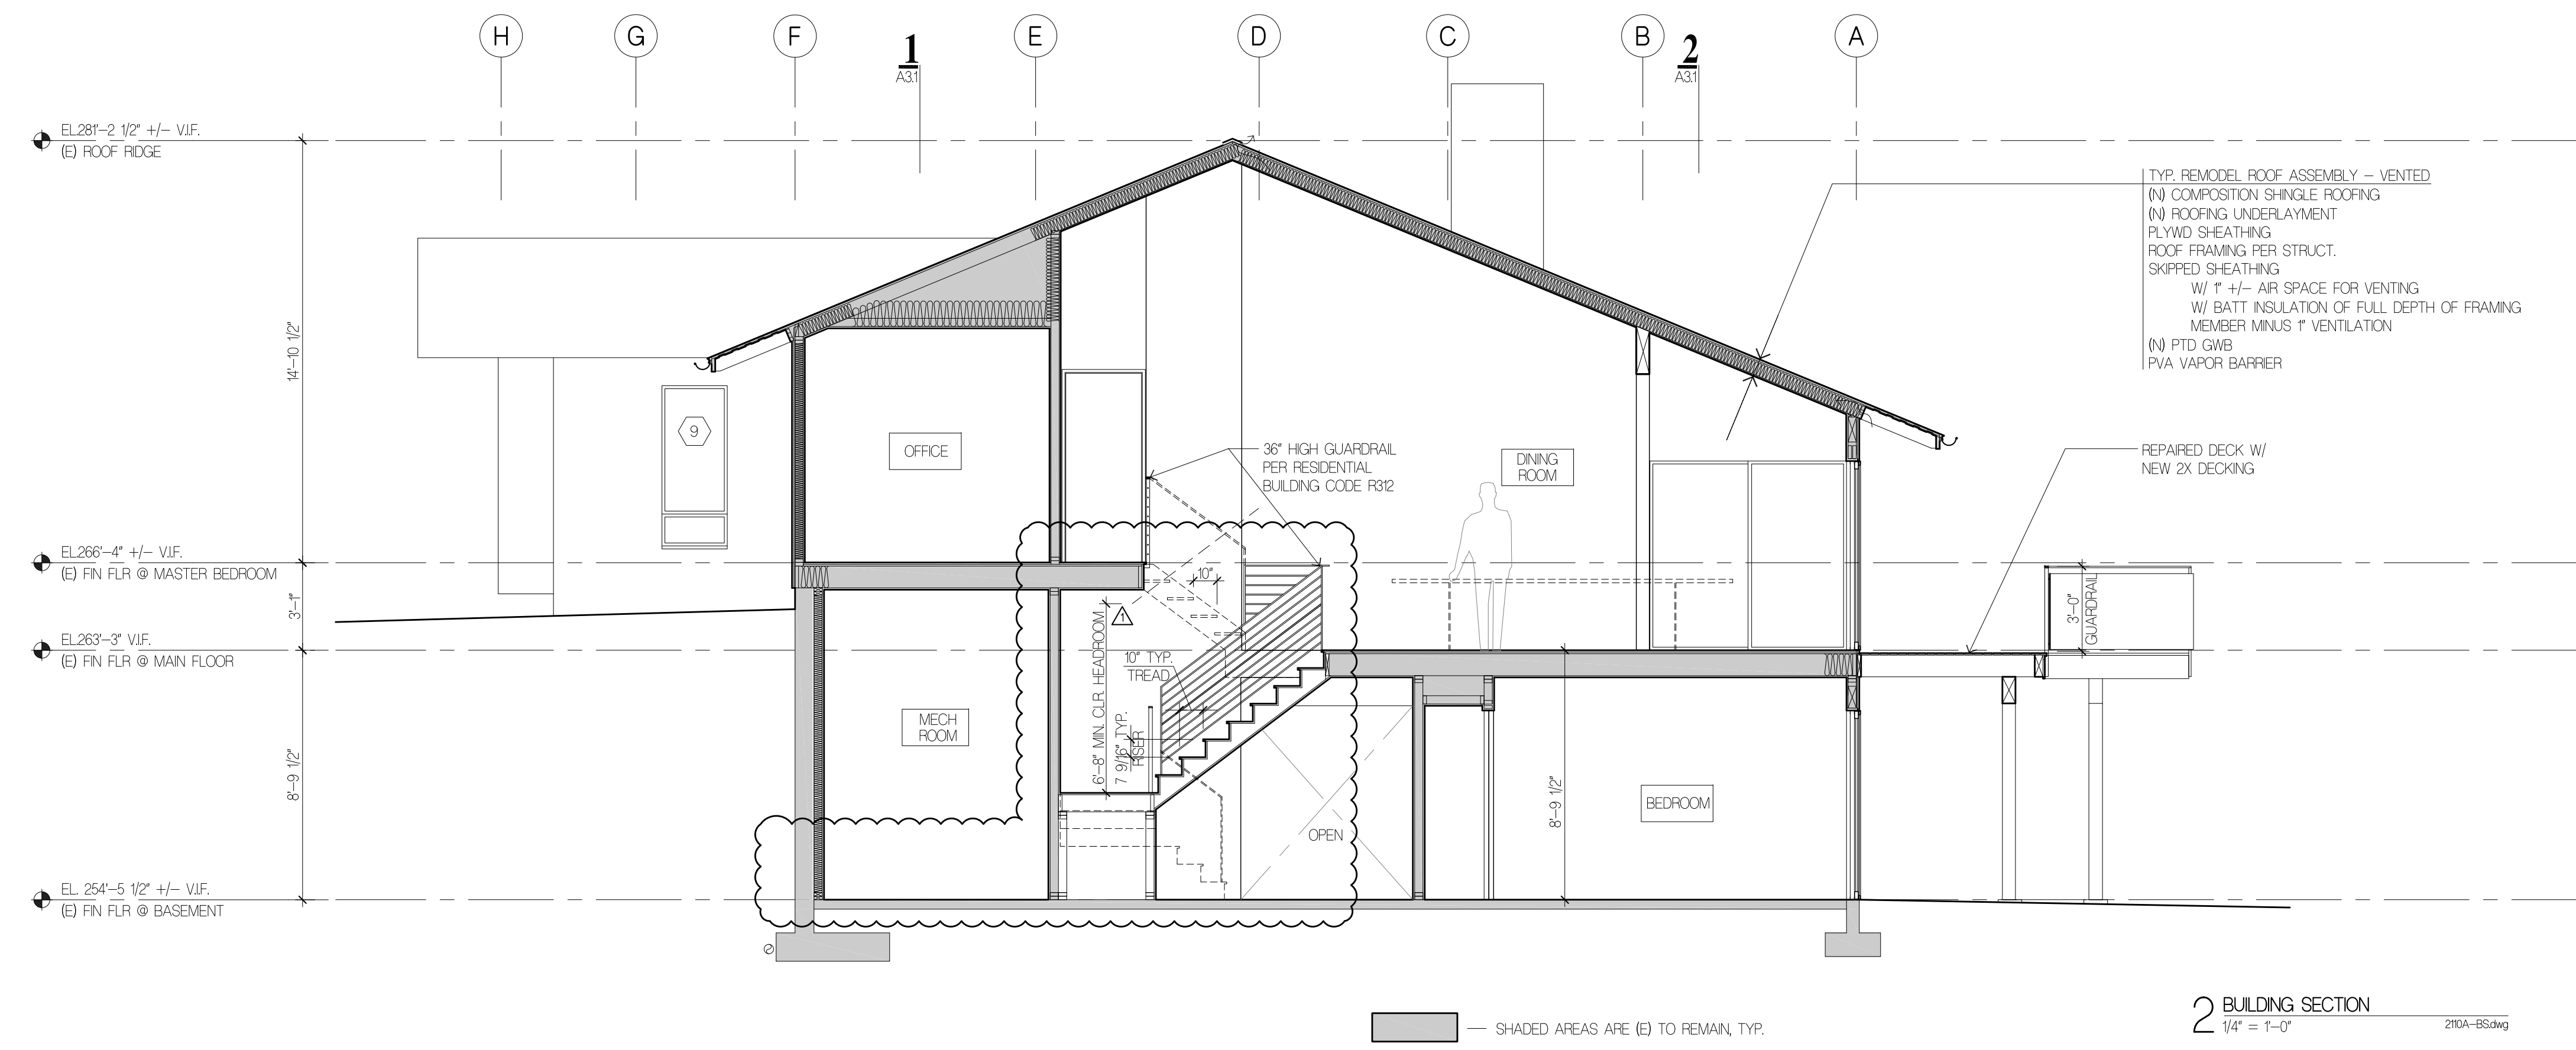 H
G
F
1
A3.1
E
D
C
B
2
A3.1
A
EL.281'-2 1/2" +/- V.I.F.
(E) ROOF RIDGE
TYP. REMODEL ROOF ASSEMBLY - VENTED
(N) COMPOSITION SHINGLE ROOFING
(N) ROOFING UNDERLAYMENT
PLYWD SHEATHING
ROOF FRAMING PER STRUCT.
SKIPPED SHEATHING
W/ 1" +/- AIR SPACE FOR VENTING
W/ BATT INSULATION OF FULL DEPTH OF FRAMING
MEMBER MINUS 1" VENTILATION
(N) PTD GWB
PVA VAPOR BARRIER
14'-10 1/2"
9
OFFICE
36" HIGH GUARDRAIL
PER RESIDENTIAL
BUILDING CODE R312
DINING
ROOM
REPAIRED DECK W/
NEW 2X DECKING
EL.266'-4" +/- V.I.F.
(E) FIN FLR @ MASTER BEDROOM
10"
3'-1"
1
3'-0"
GUARDRAIL
EL.263'-3" V.I.F.
(E) FIN FLR @ MAIN FLOOR
6'-8" MIN. CLR. HEADROOM
10" TYP.
TREAD
7 9/16" TYP.
RISER
MECH
ROOM
8'-9 1/2"
8'-9 1/2"
BEDROOM
OPEN
EL. 254'-5 1/2" +/- V.I.F.
(E) FIN FLR @ BASEMENT
SHADED AREAS ARE (E) TO REMAIN, TYP.
2
BUILDING SECTION
1/4" = 1'-0"
2110A-BS.dwg